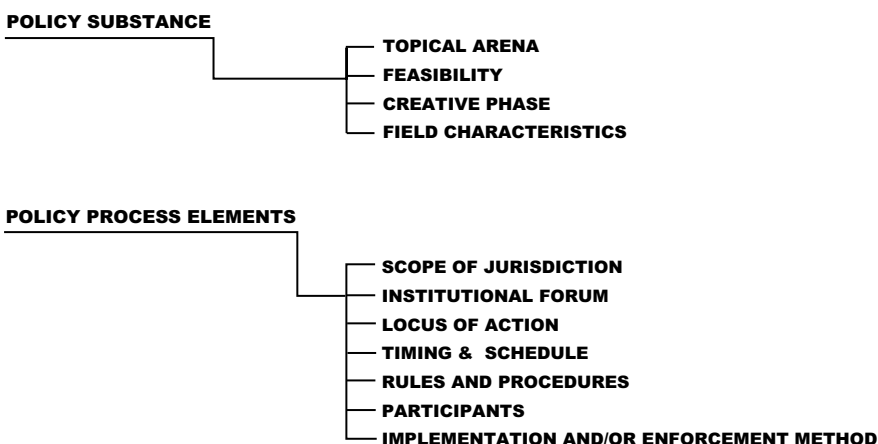 POLICY SUBSTANCE
TOPICAL ARENA
FEASIBILITY
CREATIVE PHASE
FIELD CHARACTERISTICS
POLICY PROCESS ELEMENTS
SCOPE OF JURISDICTION
INSTITUTIONAL FORUM
LOCUS OF ACTION
TIMING & SCHEDULE
RULES AND PROCEDURES
PARTICIPANTS
IMPLEMENTATION AND/OR ENFORCEMENT METHOD